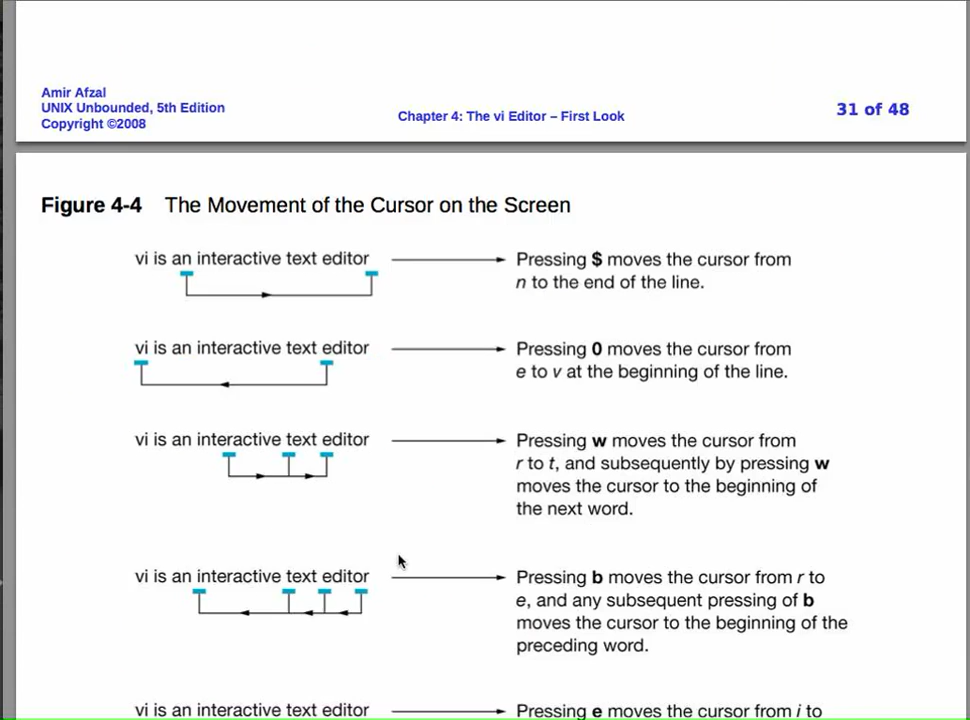 Amir Afzal
UNIX Unbounded, 5th Edition
Copyright ©2008
Chapter 4: The vi Editor – First Look
31 of 48
Figure 4-4 The Movement of the Cursor on the Screen
vi is an interactive text editor
Pressing $ moves the cursor from
n to the end of the line.
vi is an interactive text editor
Pressing 0 moves the cursor from
e to v at the beginning of the line.
vi is an interactive text editor
Pressing w moves the cursor from
r to t, and subsequently by pressing w
moves the cursor to the beginning of
the next word.
vi is an interactive text editor
Pressing b moves the cursor from r to
e, and any subsequent pressing of b
moves the cursor to the beginning of the
preceding word.
vi is an interactive text editor
Pressing e moves the cursor from i to